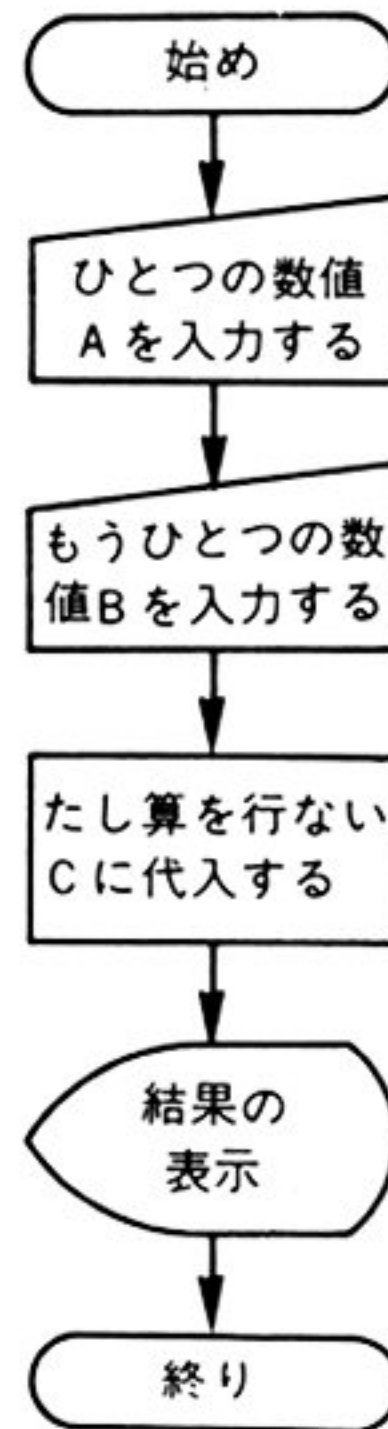 始め
ひとつの数値
Aを入力する
もうひとつの数
値Bを入力する
たし算を行ない
Cに代入する
結果の
表示
終り